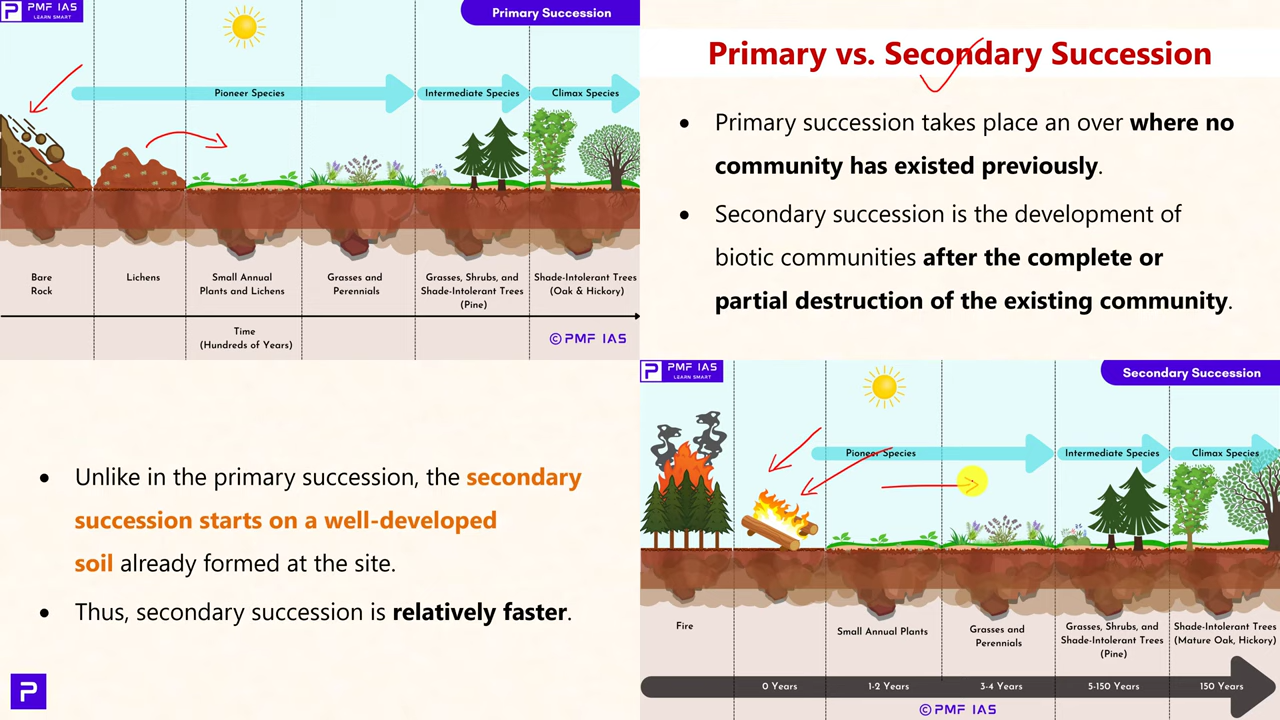 P PMF IAS
LEARN SMART
Primary Succession
Pioneer Species
Intermediate Species
Climax Species
Bare
Rock
Lichens
Small Annual
Plants and Lichens
Grasses and
Perennials
Grasses, Shrubs, and
Shade-Intolerant Trees
(Pine)
Shade-Intolerant Trees
(Oak & Hickory)
Time
(Hundreds of Years)
©PMF IAS
Primary vs. Secondary Succession
• Primary succession takes place an over where no
community has existed previously.
• Secondary succession is the development of
biotic communities after the complete or
partial destruction of the existing community.
• Unlike in the primary succession, the secondary
succession starts on a well-developed
soil already formed at the site.
• Thus, secondary succession is relatively faster.
P
P PMF IAS
LEARN SMART
Secondary Succession
Pioneer Species
Intermediate Species
Climax Species
Fire
Small Annual Plants
Grasses and
Perennials
Grasses, Shrubs, and
Shade-Intolerant Trees
(Pine)
Shade-Intolerant Trees
(Mature Oak, Hickory)
0 Years
1-2 Years
3-4 Years
5-150 Years
150 Years
©PMF IAS